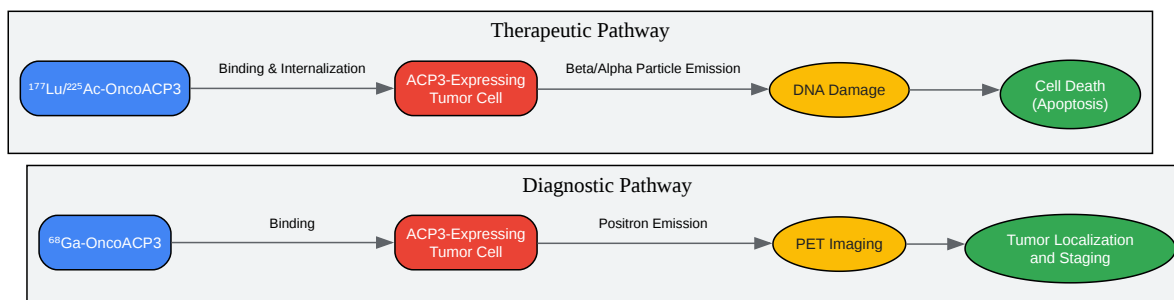 Therapeutic Pathway
¹⁷⁷Lu/²²⁵Ac-OncoACP3
Binding & Internalization
ACP3-Expressing
Tumor Cell
Beta/Alpha Particle Emission
DNA Damage
Cell Death
(Apoptosis)
Diagnostic Pathway
⁶⁸Ga-OncoACP3
Binding
ACP3-Expressing
Tumor Cell
Positron Emission
PET Imaging
Tumor Localization
and Staging